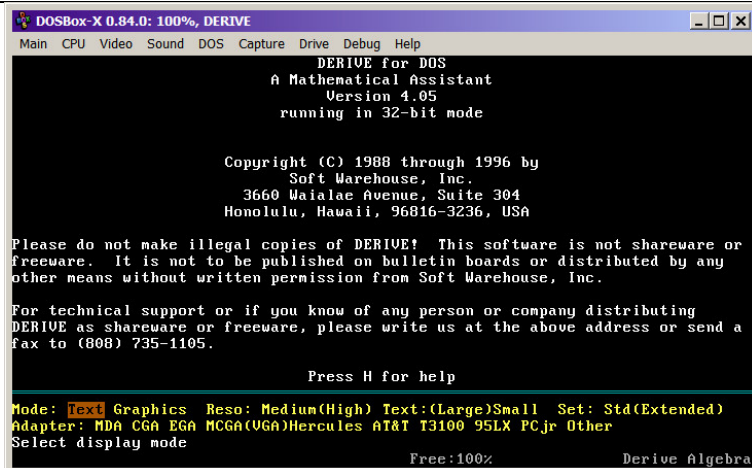 DOSBox-X 0.84.0: 100%, DERIVE
Main CPU Video Sound DOS Capture Drive Debug Help
DERIVE for DOS
A Mathematical Assistant
Version 4.05
running in 32-bit mode
Copyright (C) 1988 through 1996 by
Soft Warehouse, Inc.
3660 Waialae Avenue, Suite 304
Honolulu, Hawaii, 96816-3236, USA
Please do not make illegal copies of DERIVE! This software is not shareware or
freeware. It is not to be published on bulletin boards or distributed by any
other means without written permission from Soft Warehouse, Inc.
For technical support or if you know of any person or company distributing
DERIVE as shareware or freeware, please write us at the above address or send a
fax to (808) 735-1105.
Press H for help
Mode: Text Graphics Reso: Medium(High) Text:(Large)Small Set: Std(Extended)
Adapter: MDA CGA EGA MCGA(VGA)Hercules AT&T T3100 95LX PCjr Other
Select display mode
Free:100% Derive Algebra